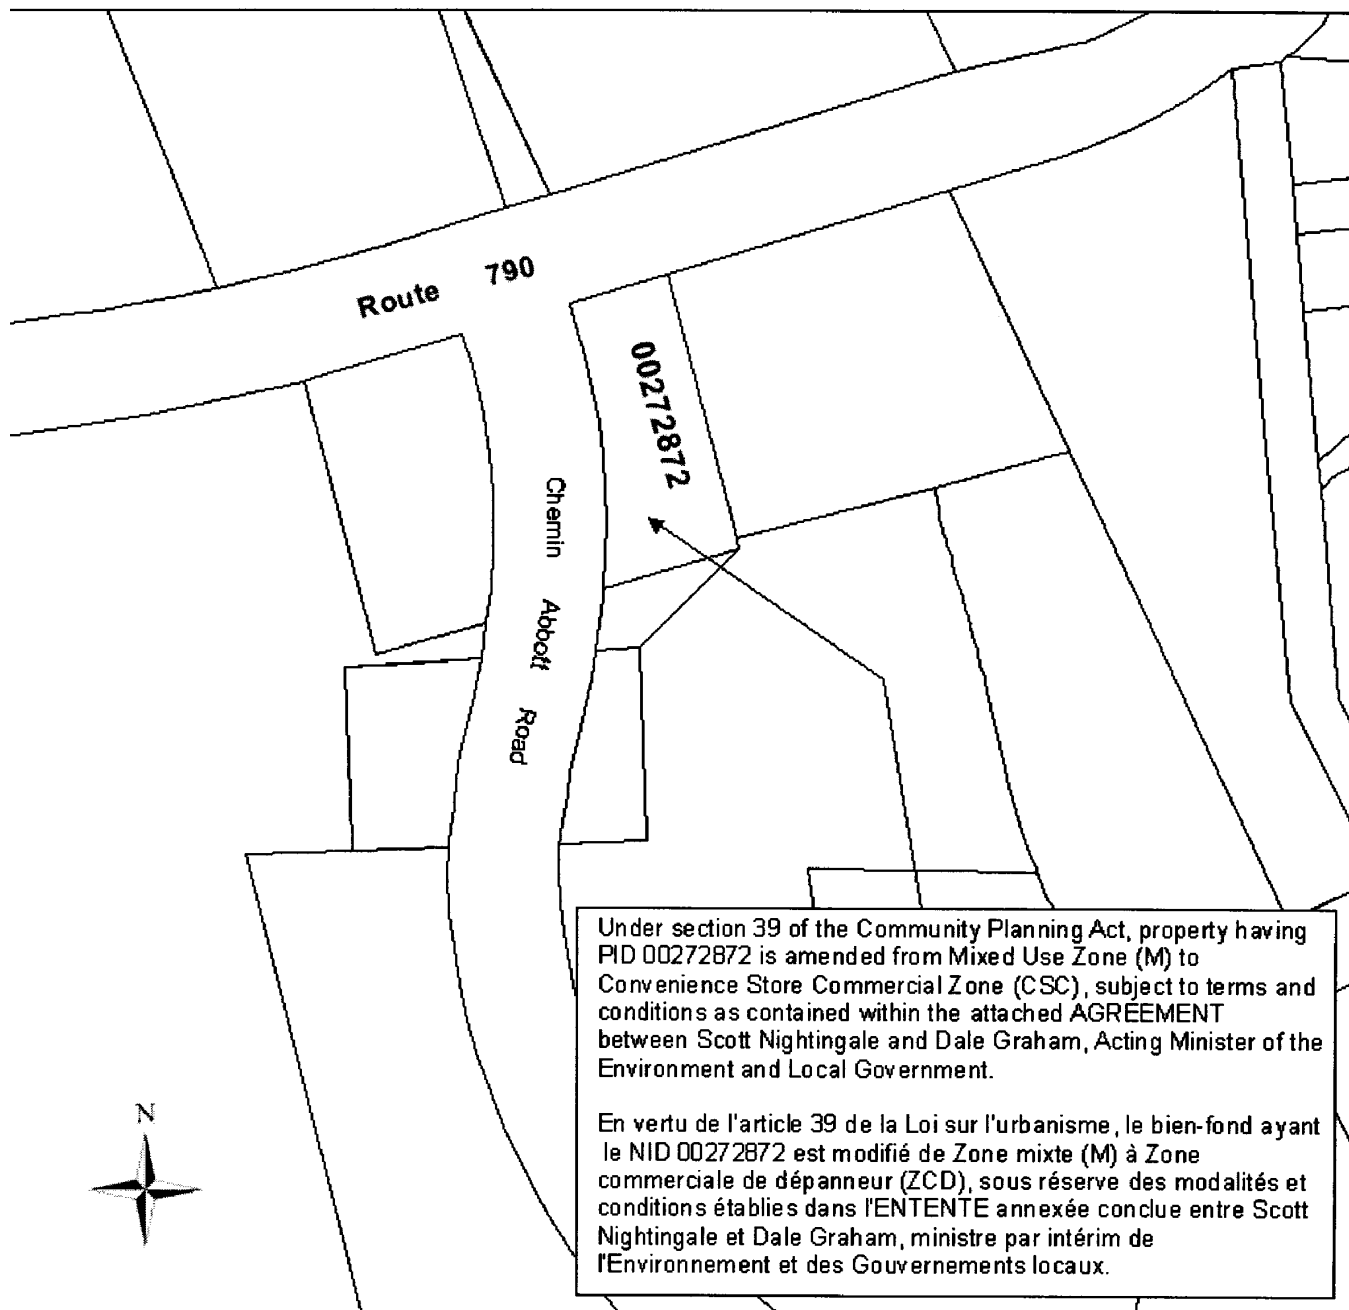 Route 790
00272872
Chemin Abbott Road
Under section 39 of the Community Planning Act, property having
PID 00272872 is amended from Mixed Use Zone (M) to
Convenience Store Commercial Zone (CSC), subject to terms and
conditions as contained within the attached AGREEMENT
between Scott Nightingale and Dale Graham, Acting Minister of the
Environment and Local Government.
En vertu de l'article 39 de la Loi sur l'urbanisme, le bien-fond ayant
le NID 00272872 est modifié de Zone mixte (M) à Zone
commerciale de dépanneur (ZCD), sous réserve des modalités et
conditions établies dans l'ENTENTE annexée conclue entre Scott
Nightingale et Dale Graham, ministre par intérim de
l'Environnement et des Gouvernements locaux.
N